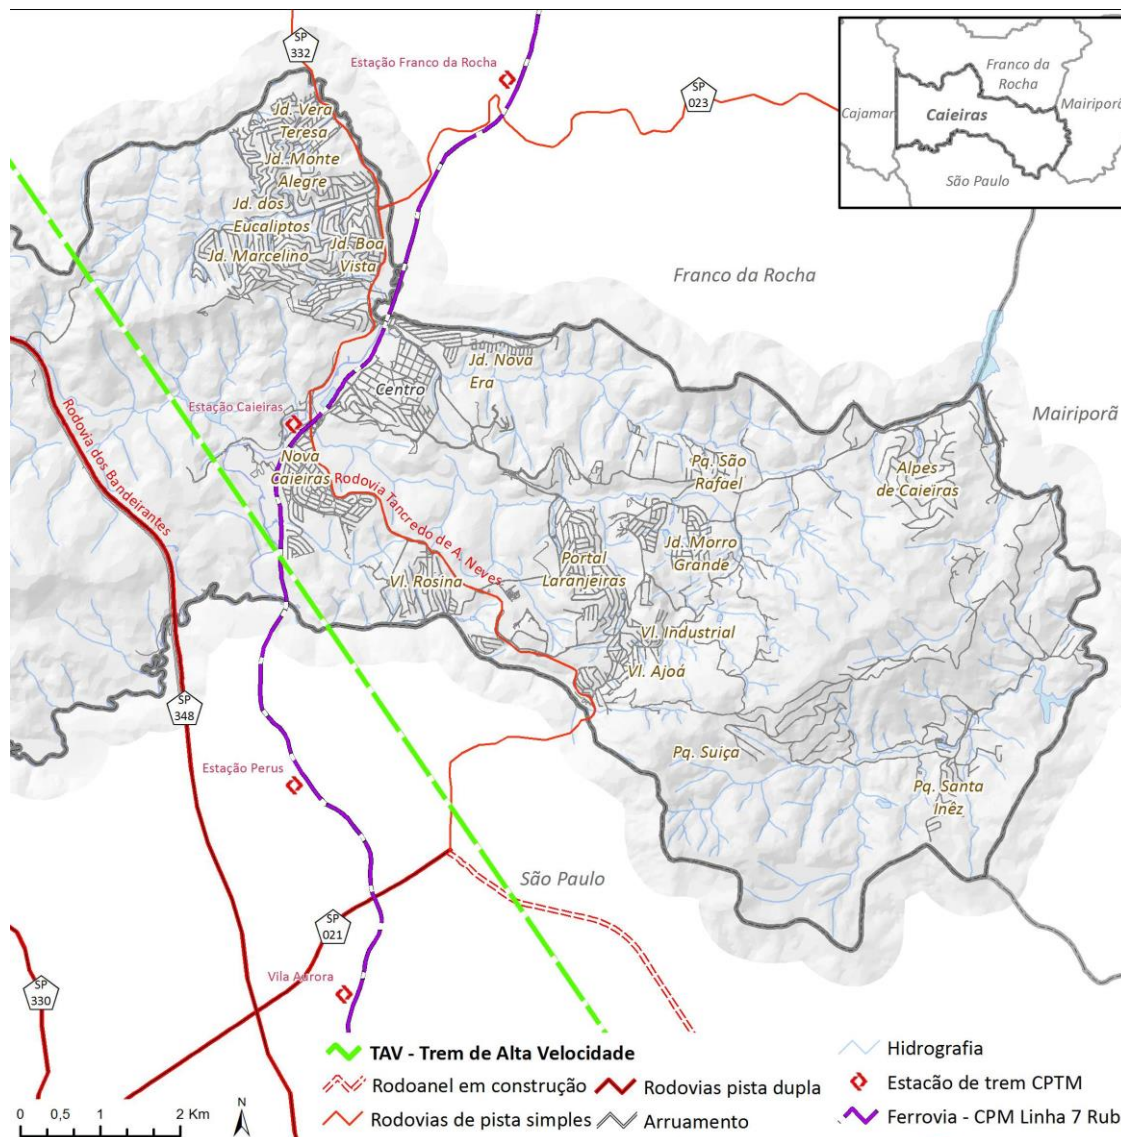 SP
332
Estação Franco da Rocha
SP
023
Franco da
Rocha
Cajamar
Caieiras
Mairiporã
São Paulo
Jd. Vera
Teresa
Jd. Monte
Alegre
Jd. dos
Eucaliptos
Jd. Marcelino
Jd. Boa
Vista
Franco da Rocha
Jd. Nova
Era
Centro
Estação Caieiras
Mairiporã
Rodovia dos Bandeirantes
Nova
Caieiras
Rodovia Tancredo de A. Neves
Pq. São
Rafael
Alpes
de Caieiras
Jd. Morro
Grande
Portal
Laranjeiras
Vl. Rosina
Vl. Industrial
Vl. Ajoá
SP
348
Pq. Suiça
Estação Perus
Pq. Santa
Inêz
São Paulo
SP
021
Vila Aurora
SP
330
TAV - Trem de Alta Velocidade
Rodoanel em construção
Rodovias de pista simples
Rodovias pista dupla
Arruamento
Hidrografia
Estacão de trem CPTM
Ferrovia - CPM Linha 7 Rub
0 0,5 1 2 Km
N